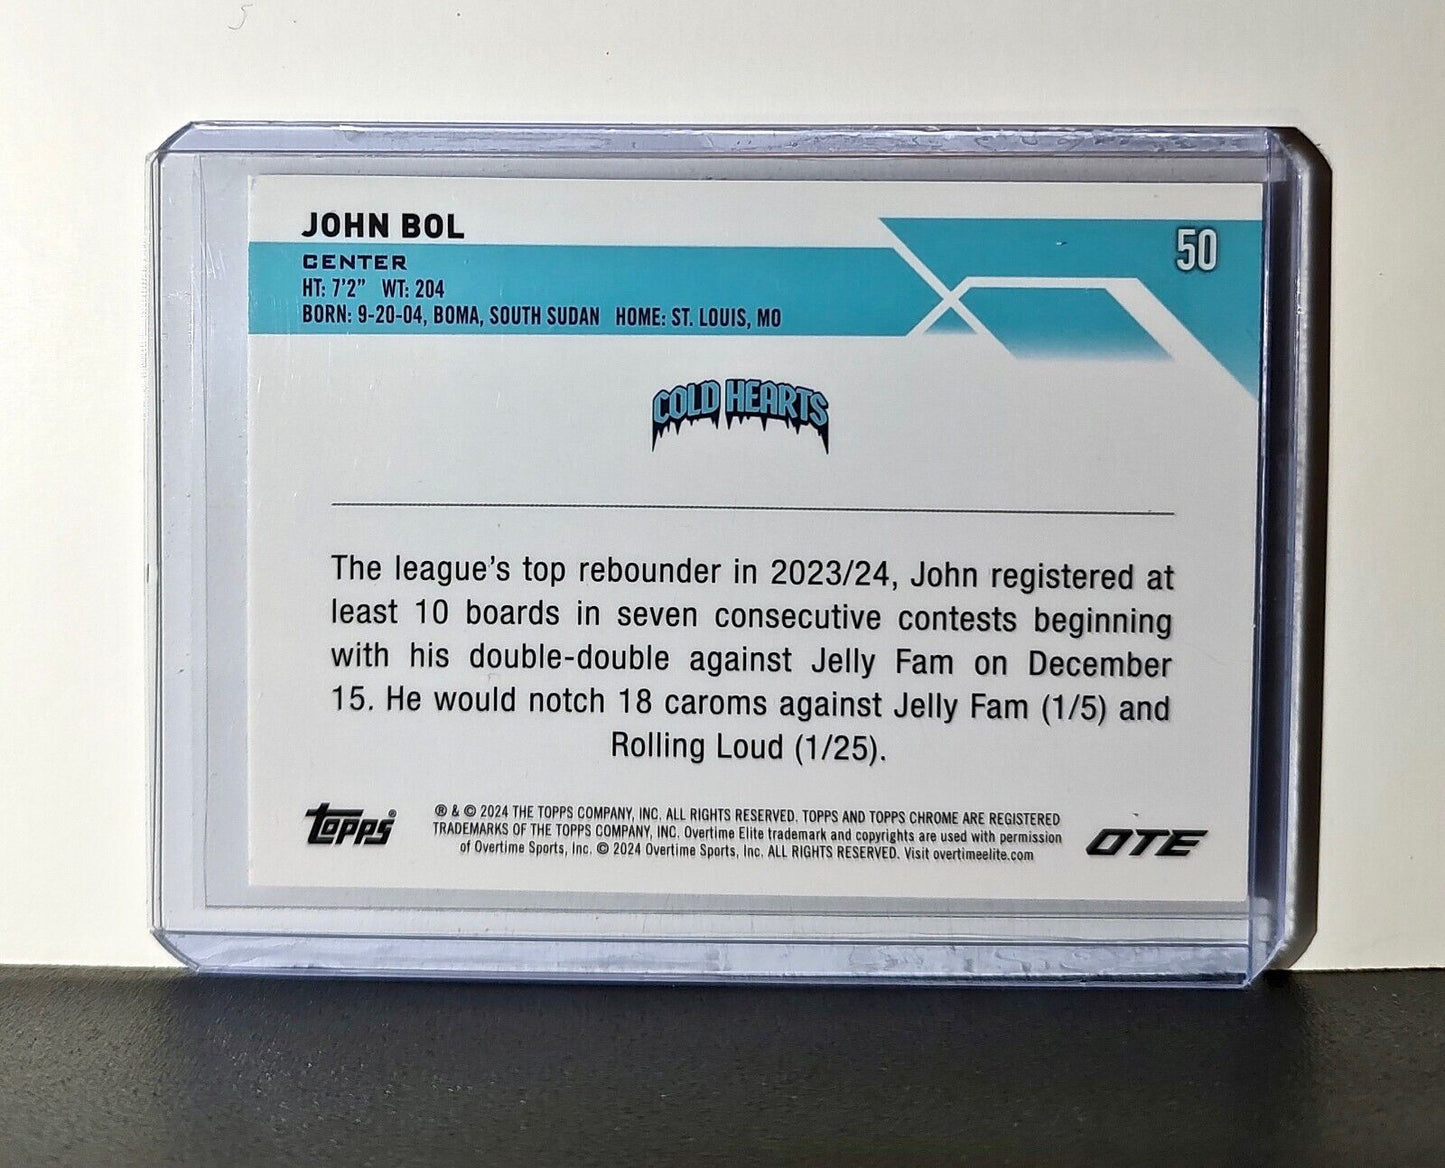 JOHN BOL
50
CENTER
HT: 7'2" WT: 204
BORN: 9-20-04, BOMA, SOUTH SUDAN HOME: ST. LOUIS, MO
COLD HEARTS
The league's top rebounder in 2023/24, John registered at
least 10 boards in seven consecutive contests beginning
with his double-double against Jelly Fam on December
15. He would notch 18 caroms against Jelly Fam (1/5) and
Rolling Loud (1/25).
topps®
® & © 2024 THE TOPPS COMPANY, INC. ALL RIGHTS RESERVED. TOPPS AND TOPPS CHROME ARE REGISTERED
TRADEMARKS OF THE TOPPS COMPANY, INC. Overtime Elite trademark and copyrights are used with permission
of Overtime Sports, Inc. © 2024 Overtime Sports, Inc. ALL RIGHTS RESERVED. Visit overtimeelite.com
OTE